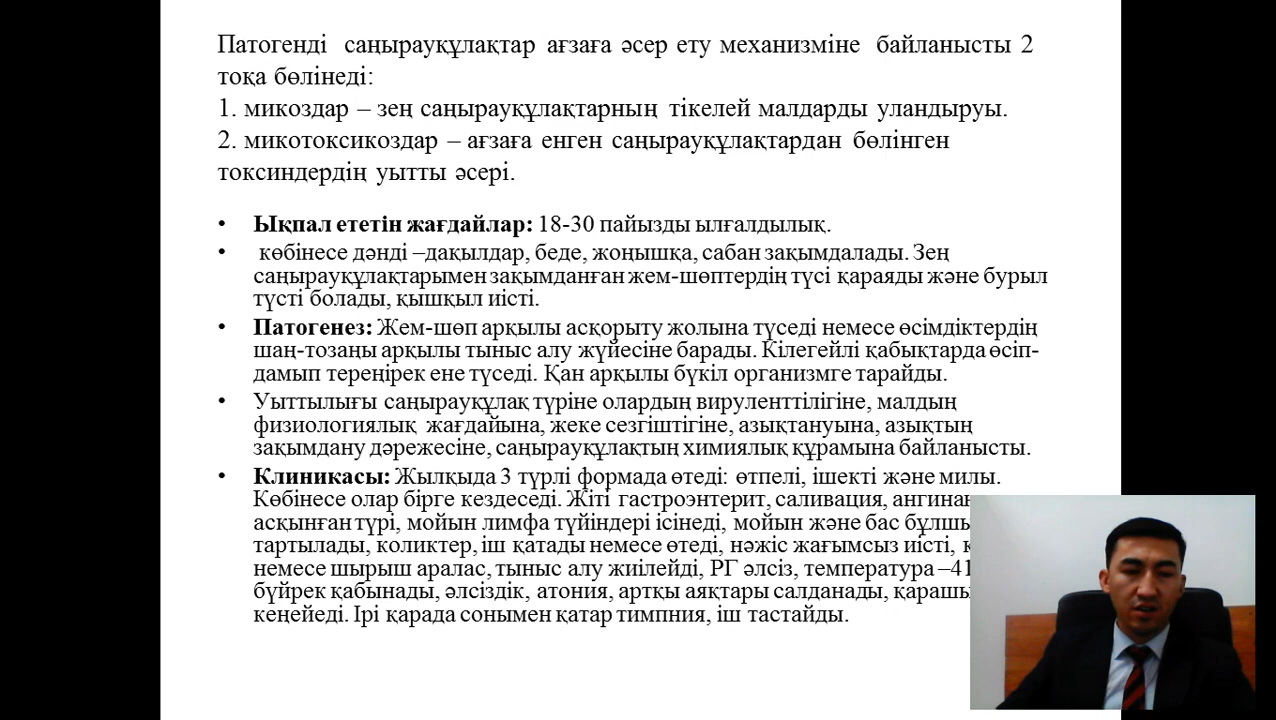 Патогенді саңырауқұлақтар ағзаға әсер ету механизміне байланысты 2
тоқа бөлінеді:
1. микоздар – зең саңырауқұлақтарның тікелей малдарды уландыруы.
2. микотоксикоздар – ағзаға енген саңырауқұлақтардан бөлінген
токсиндердің уытты әсері.
• Ықпал ететін жағдайлар: 18-30 пайызды ылғалдылық.
• көбінесе дәнді –дақылдар, беде, жоңышқа, сабан зақымдалады. Зең
саңырауқұлақтарымен зақымданған жем-шөптердің түсі қараяды және бурыл
түсті болады, қышқыл иісті.
• Патогенез: Жем-шөп арқылы асқорыту жолына түседі немесе өсімдіктердің
шаң-тозаңы арқылы тыныс алу жүйесіне барады. Кілегейлі қабықтарда өсіп-
дамып тереңірек ене түседі. Қан арқылы бүкіл организмге тарайды.
• Уыттылығы саңырауқұлақ түріне олардың вируленттілігіне, малдың
физиологиялық жағдайына, жеке сезгіштігіне, азықтануына, азықтың
зақымдану дәрежесіне, саңырауқұлақтың химиялық құрамына байланысты.
• Клиникасы: Жылқыда 3 түрлі формада өтеді: өтпелі, ішекті және милы.
Көбінесе олар бірге кездеседі. Жіті гастроэнтерит, саливация,
асқынған түрі, мойын лимфа түйіндері ісінеді, мойын және бас
тартылады, коликтер, іш қатады немесе өтеді, нәжіс жағымсыз иісті,
немесе шырыш аралас, тыныс алу жиілейді, РГ әлсіз, температура –41
бүйрек қабынады, әлсіздік, атония, артқы аяқтары салданады,
кеңейеді. Ірі қарада сонымен қатар тимпния, іш тастайды.